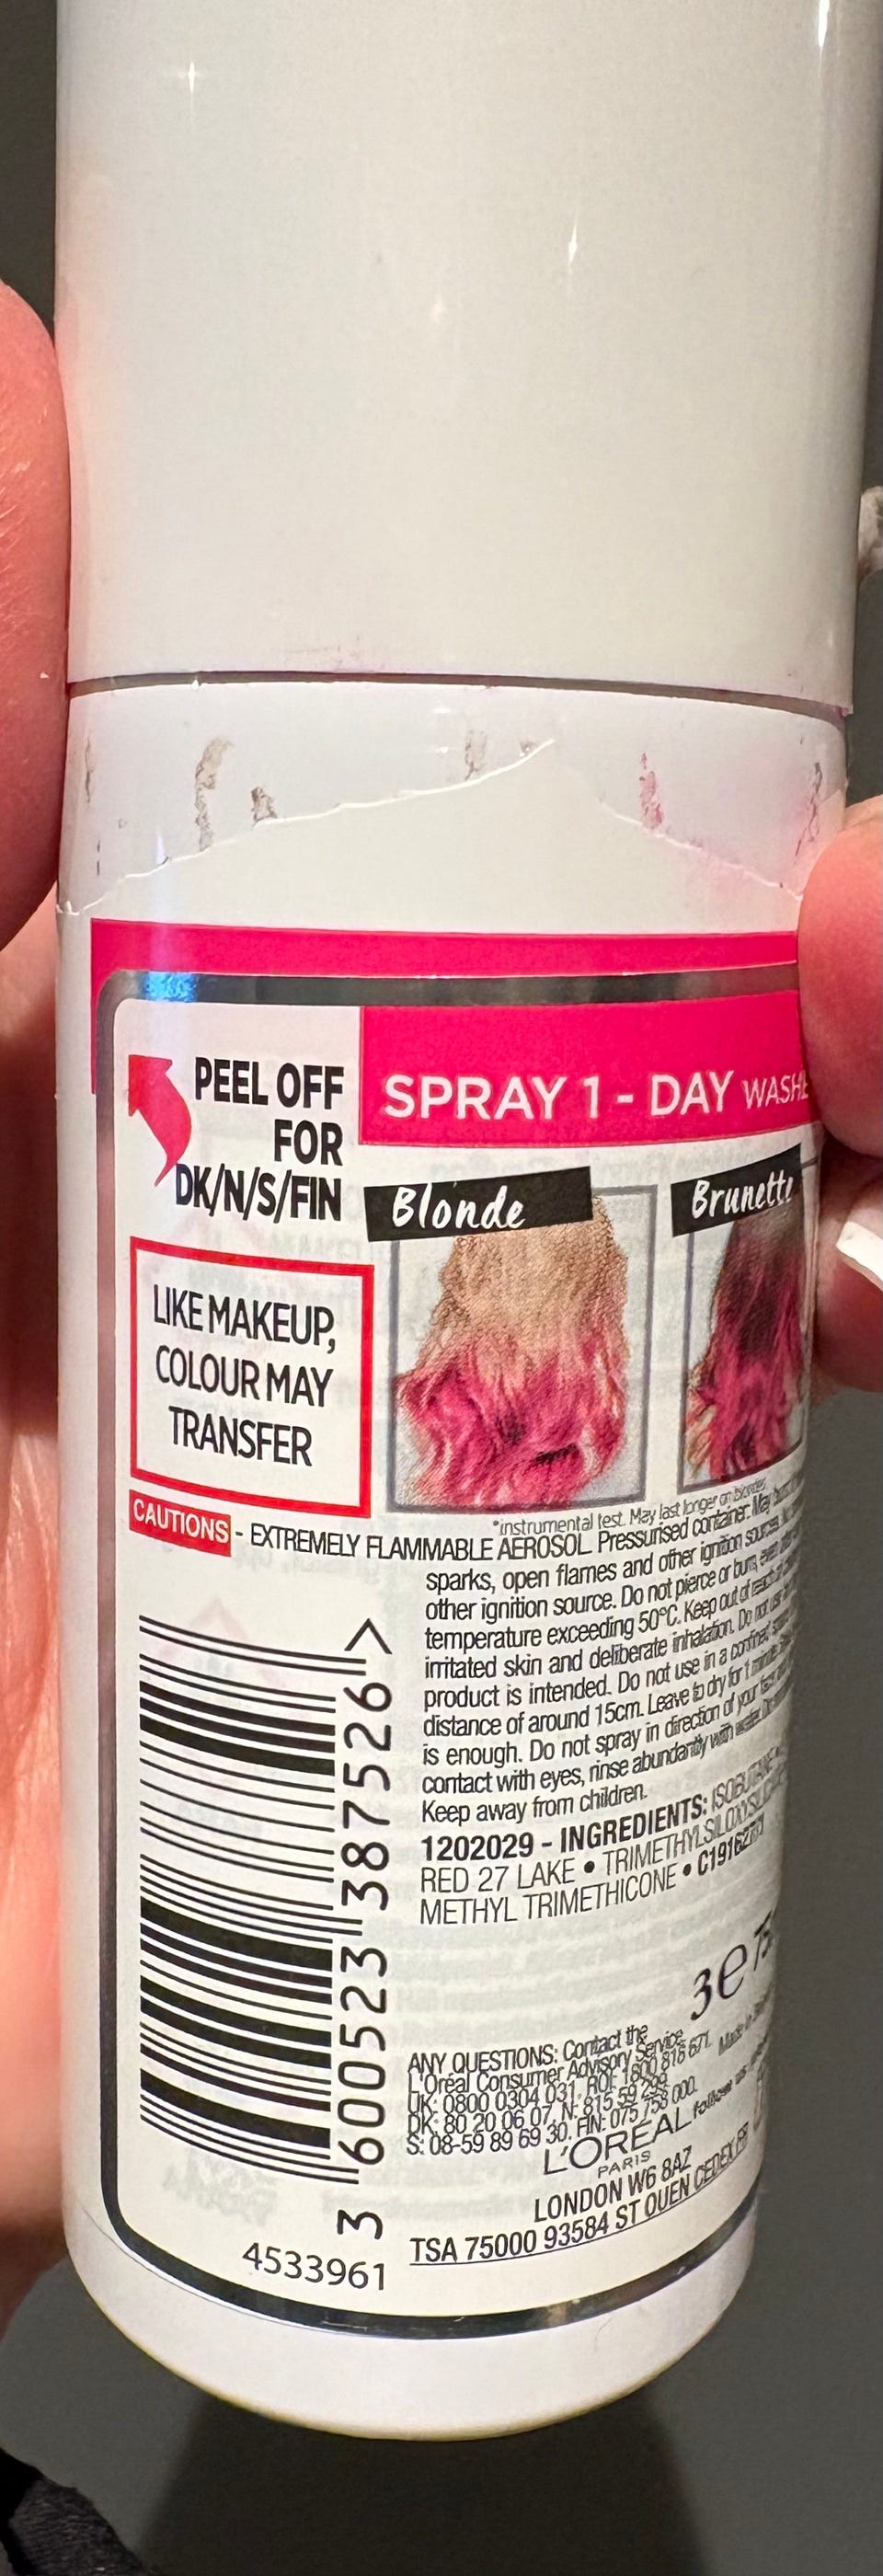 PEEL OFF
FOR
DK/N/S/FIN
SPRAY 1 - DAY
Blonde
Brunette
LIKE MAKEUP,
COLOUR MAY
TRANSFER
*instrumental test. May last longer on blondes.
CAUTIONS - EXTREMELY FLAMMABLE AEROSOL. Pressurised container: May
sparks, open flames and other ignition sources.
other ignition source. Do not pierce or burn, even
temperature exceeding 50°C. Keep out of reach of
irritated skin and deliberate inhalation. Do not use
product is intended. Do not use in a confined
distance of around 15cm. Leave to dry for 1 minute
is enough. Do not spray in direction of your face
contact with eyes, rinse abundantly with water.
Keep away from children.
1202029 - INGREDIENTS: ISOBUTANE •
RED 27 LAKE • TRIMETHYLSILOXYSILICATE
METHYL TRIMETHICONE •
3 e 75
ANY QUESTIONS: Contact the
L'Oréal Consumer Advisory Service
UK: 0800 0304 031. ROI: 1800 818 671.
DK: 80 20 06 07. N: 815 59 299
S: 08-59 89 69 30. FIN: 075 758 000.
follow us
Made in
L'ORÉAL
PARIS
LONDON W6 8AZ
TSA 75000 93584 ST OUEN CEDEX FR
3 600523 387526 >
4533961